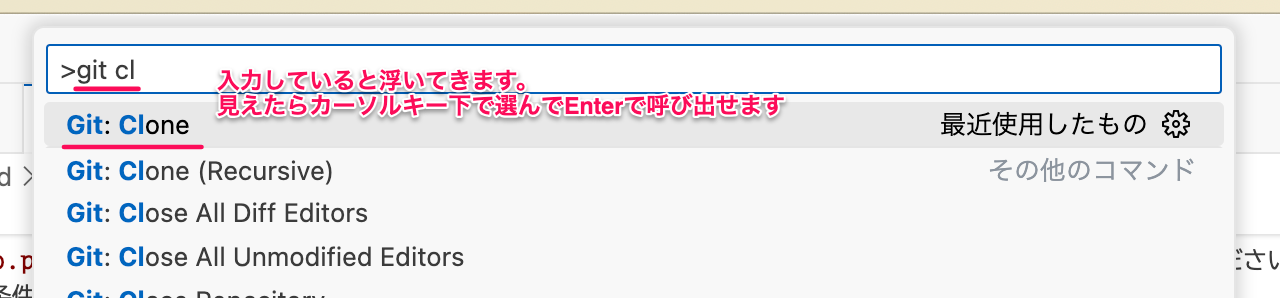 >git cl
入力していると浮いてきます。
見えたらカーソルキー下で選んでEnterで呼び出せます
Git: Clone
最近使用したもの
Git: Clone (Recursive)
その他のコマンド
d
Git: Close All Diff Editors
Git: Close All Unmodified Editors
o.p
ださい
条件
Git: Close Repository